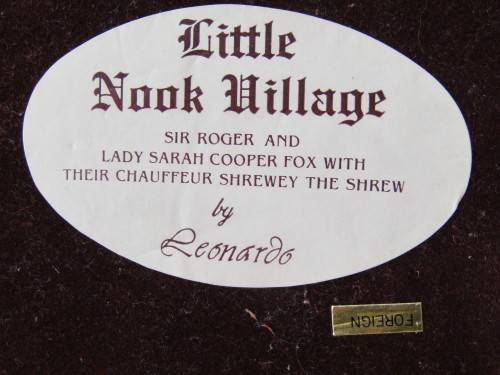 Little
Nook Village
SIR ROGER AND
LADY SARAH COOPER FOX WITH
THEIR CHAUFFEUR SHREWEY THE SHREW
by
Leonardo
FOREIGN